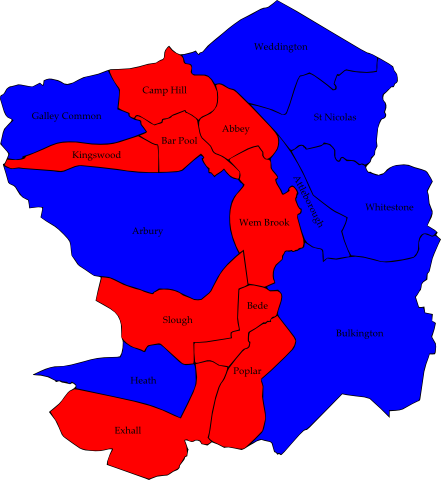 Weddington
Camp Hill
Galley Common
St Nicolas
Abbey
Bar Pool
Kingswood
Attleborough
Whitestone
Wem Brook
Arbury
Bede
Slough
Bulkington
Poplar
Heath
Exhall